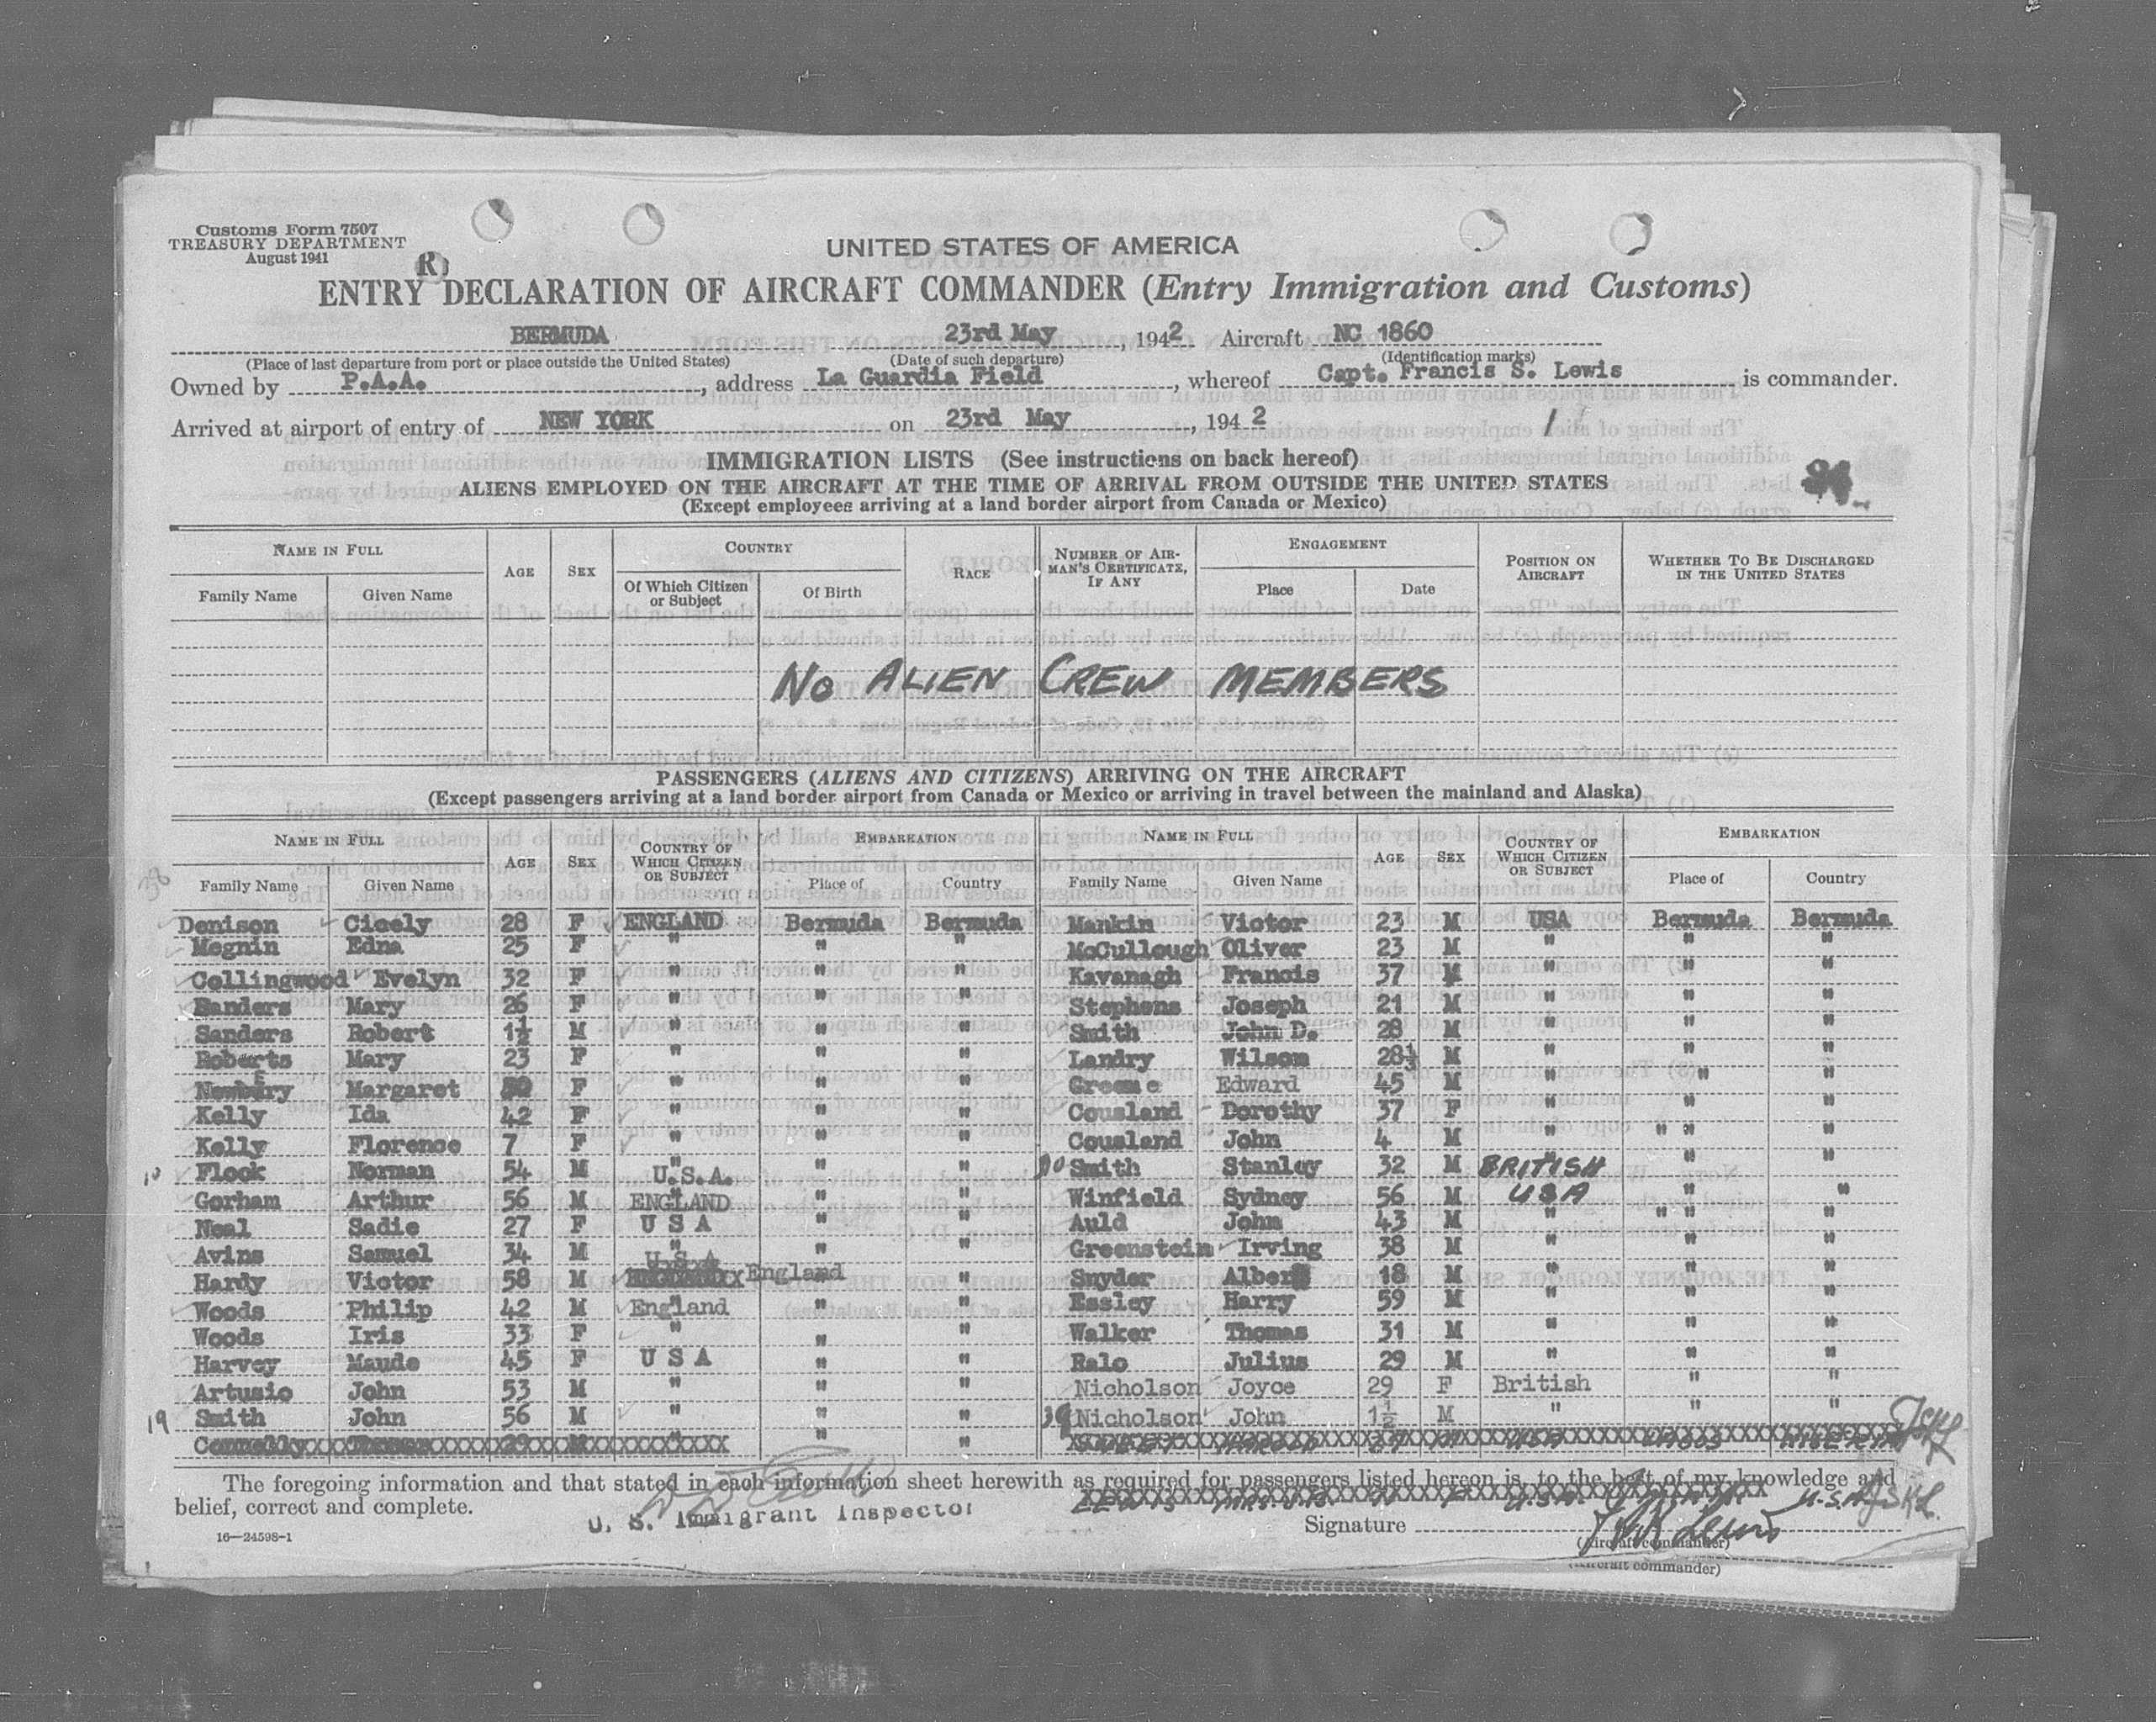 Customs Form 7507
TREASURY DEPARTMENT
August 1941
(R)
UNITED STATES OF AMERICA
ENTRY DECLARATION OF AIRCRAFT COMMANDER (Entry Immigration and Customs)
BERMUDA 23rd May, 1942 Aircraft NC 1860
(Place of last departure from port or place outside the United States) (Date of such departure) (Identification marks)
Owned by P.A.A., address La Guardia Field, whereof Capt. Francis S. Lewis is commander.
Arrived at airport of entry of NEW YORK on 23rd May, 1942
IMMIGRATION LISTS (See instructions on back hereof)
ALIENS EMPLOYED ON THE AIRCRAFT AT THE TIME OF ARRIVAL FROM OUTSIDE THE UNITED STATES
(Except employees arriving at a land border airport from Canada or Mexico)
NAME IN FULL AGE SEX COUNTRY RACE NUMBER OF AIRMAN'S CERTIFICATE, IF ANY ENGAGEMENT POSITION ON AIRCRAFT WHETHER TO BE DISCHARGED IN THE UNITED STATES
Family Name Given Name Of Which Citizen or Subject Of Birth Place Date
NO ALIEN CREW MEMBERS
PASSENGERS (ALIENS AND CITIZENS) ARRIVING ON THE AIRCRAFT
(Except passengers arriving at a land border airport from Canada or Mexico or arriving in travel between the mainland and Alaska)
NAME IN FULL AGE SEX COUNTRY OF WHICH CITIZEN OR SUBJECT EMBARKATION NAME IN FULL AGE SEX COUNTRY OF WHICH CITIZEN OR SUBJECT EMBARKATION
Family Name Given Name Place of Country Family Name Given Name Place of Country
Denison Cicely 28 F ENGLAND Bermuda Bermuda Mankin Victor 23 M USA Bermuda Bermuda
Megnin Edna 25 F " " " McCullough Oliver 23 M " " "
Collingwood Evelyn 32 F " " " Kavanagh Francis 37 M " " "
Sanders Mary 26 F " " " Stephens Joseph 21 M " " "
Sanders Robert 1½ M " " " Smith John D. 28 M " " "
Roberts Mary 23 F " " " Landry Wilson 28½ M " " "
Margaret F " " " Greene Edward 45 M " " "
Kelly Ida 42 F " " " Cousland Dorothy 37 F " " "
Kelly Florence 7 F " " " Cousland John 4 M " " " "
10 Flock Norman 54 M U.S.A. " " Smith Stanley 32 M BRITISH " "
Gorham Arthur 56 M ENGLAND " " Winfield Sydney 56 M USA " "
Neal Sadie 27 F U S A " " Auld John 43 M " " " "
Avins Samuel 34 M " " " Greenstein Irving 38 M " " "
Hardy Victor 58 M England " " Snyder Albert 18 M " " "
Woods Philip 42 M England " " Essley Harry 59 M " " "
Woods Iris 33 F " " " Walker Thomas 31 M " " "
Harvey Maude 45 F U S A " " Ralo Julius 29 M " " "
Artusio John 53 M " " " Nicholson Joyce 29 F British " "
19 Smith John 56 M " " " 39 Nicholson John 1½ M " " "
Connelly " " "
The foregoing information and that stated in each information sheet herewith as required for passengers listed hereon is, to the best of my knowledge and
belief, correct and complete.
U. S. Immigrant Inspector
Signature
(Aircraft commander)
16—24598-1
(Aircraft commander)